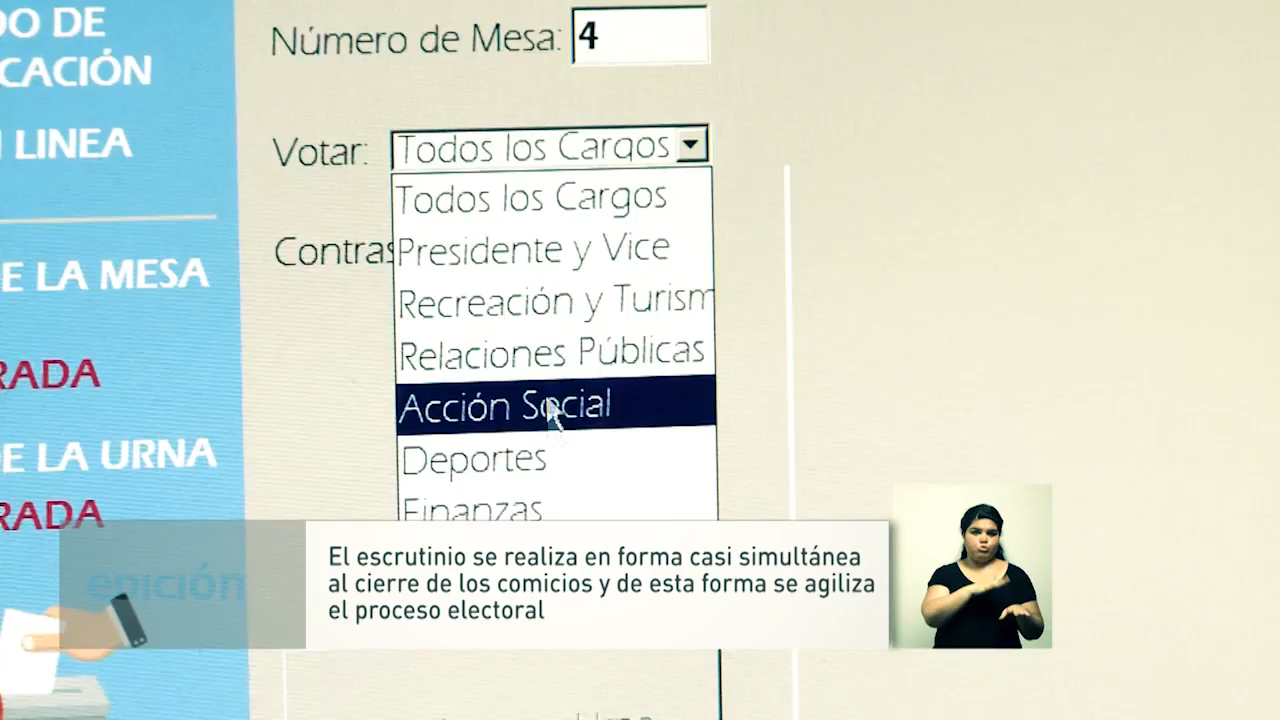 DO DE
CACIÓN
LINEA
E LA MESA
RADA
E LA URNA
RADA
Número de Mesa: 4
Votar: Todos los Cargos
Todos los Cargos
Contras
Presidente y Vice
Recreación y Turism
Relaciones Públicas
Acción Social
Deportes
Finanzas
edición
El escrutinio se realiza en forma casi simultánea
al cierre de los comicios y de esta forma se agiliza
el proceso electoral